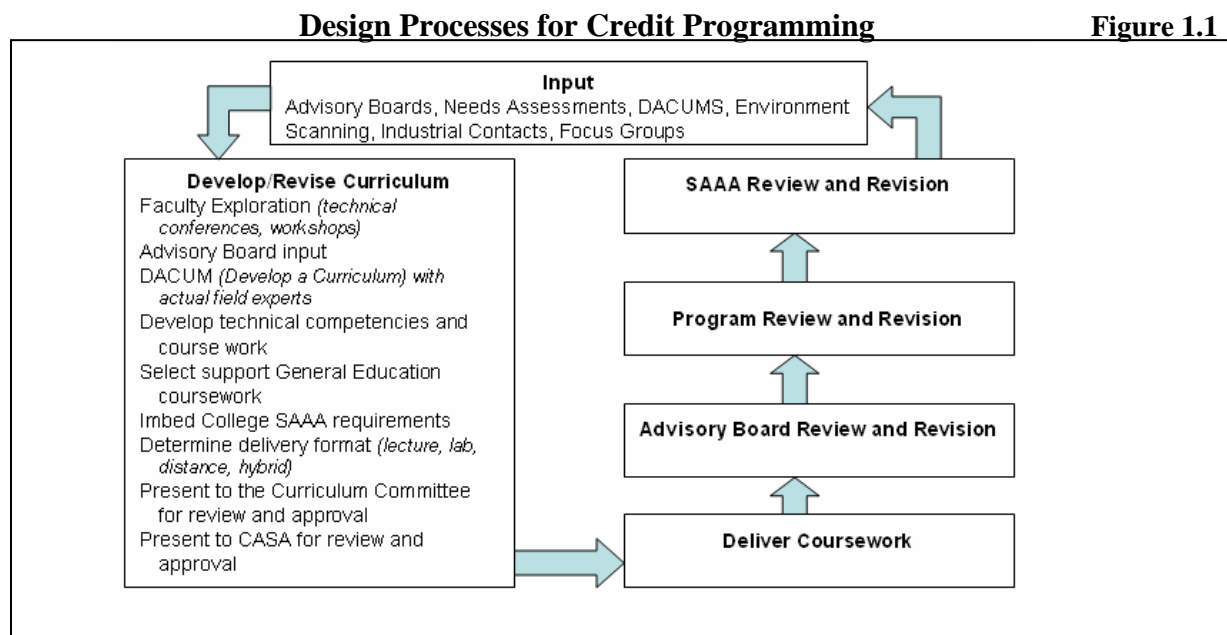 Design Processes for Credit Programming Figure 1.1
Input
Advisory Boards, Needs Assessments, DACUMS, Environment
Scanning, Industrial Contacts, Focus Groups
Develop/Revise Curriculum
Faculty Exploration (technical
conferences, workshops)
Advisory Board input
DACUM (Develop a Curriculum) with
actual field experts
Develop technical competencies and
course work
Select support General Education
coursework
Imbed College SAAA requirements
Determine delivery format (lecture, lab,
distance, hybrid)
Present to the Curriculum Committee
for review and approval
Present to CASA for review and
approval
Deliver Coursework
Advisory Board Review and Revision
Program Review and Revision
SAAA Review and Revision